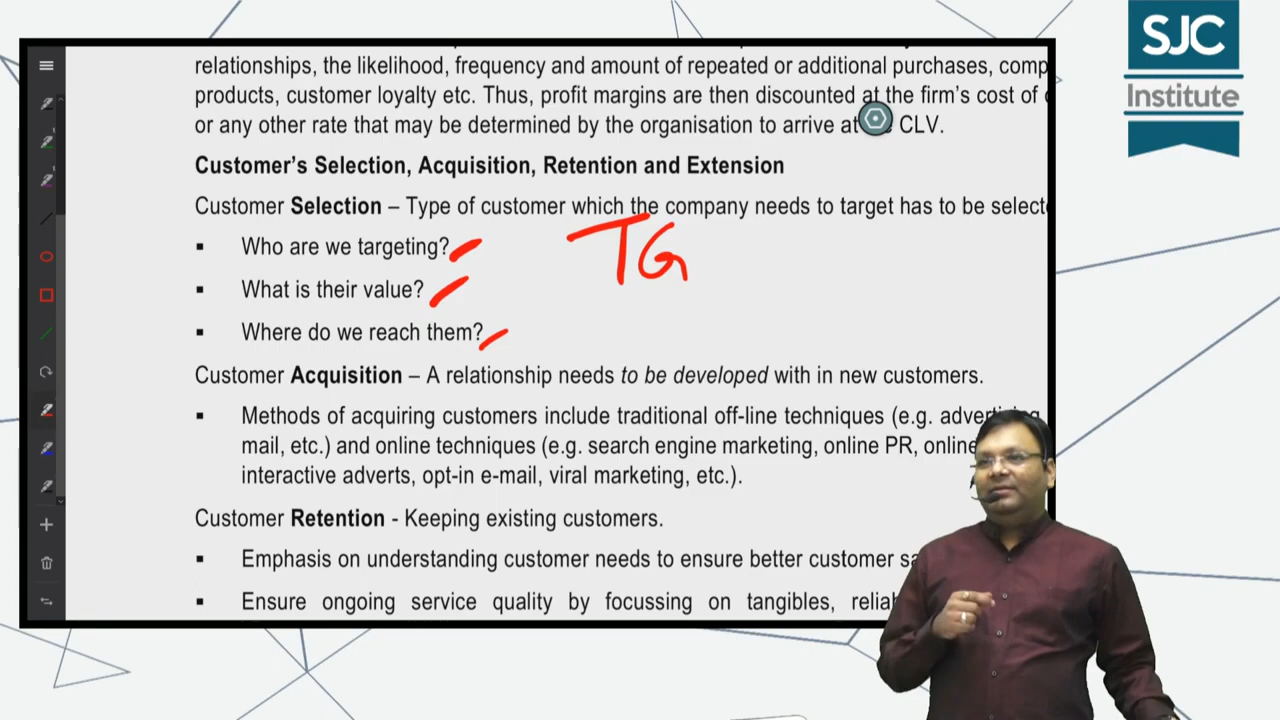 SJC
Institute
relationships, the likelihood, frequency and amount of repeated or additional purchases,
products, customer loyalty etc. Thus, profit margins are then discounted at the firm's cost of
or any other rate that may be determined by the organisation to arrive at CLV.
Customer's Selection, Acquisition, Retention and Extension
Customer Selection – Type of customer which the company needs to target has to be
▪ Who are we targeting?
TG
▪ What is their value?
▪ Where do we reach them?
Customer Acquisition – A relationship needs to be developed with in new customers.
▪ Methods of acquiring customers include traditional off-line techniques (e.g.
mail, etc.) and online techniques (e.g. search engine marketing, online PR, online
interactive adverts, opt-in e-mail, viral marketing, etc.).
Customer Retention - Keeping existing customers.
▪ Emphasis on understanding customer needs to ensure better customer
▪ Ensure ongoing service quality by focussing on tangibles,